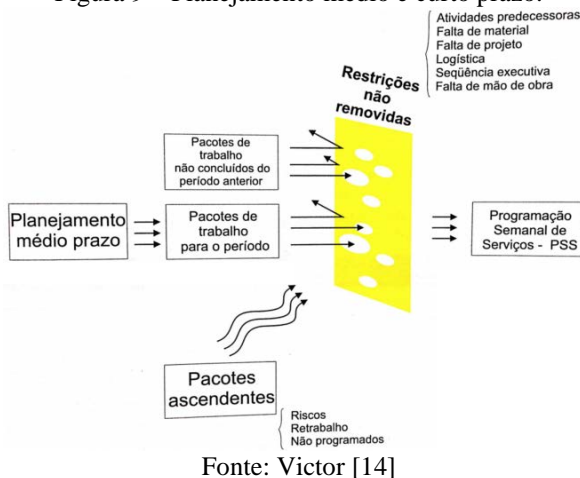 Figura 9 – Planejamento médio e curto prazo.
Atividades predecessoras
Falta de material
Falta de projeto
Logística
Seqüência executiva
Falta de mão de obra
Restrições
não
removidas
Pacotes de
trabalho
não concluídos do
período anterior
Planejamento
médio prazo
Pacotes de
trabalho
para o período
Programação
Semanal de
Serviços - PSS
Pacotes
ascendentes
Riscos
Retrabalho
Não programados
Fonte: Victor [14]